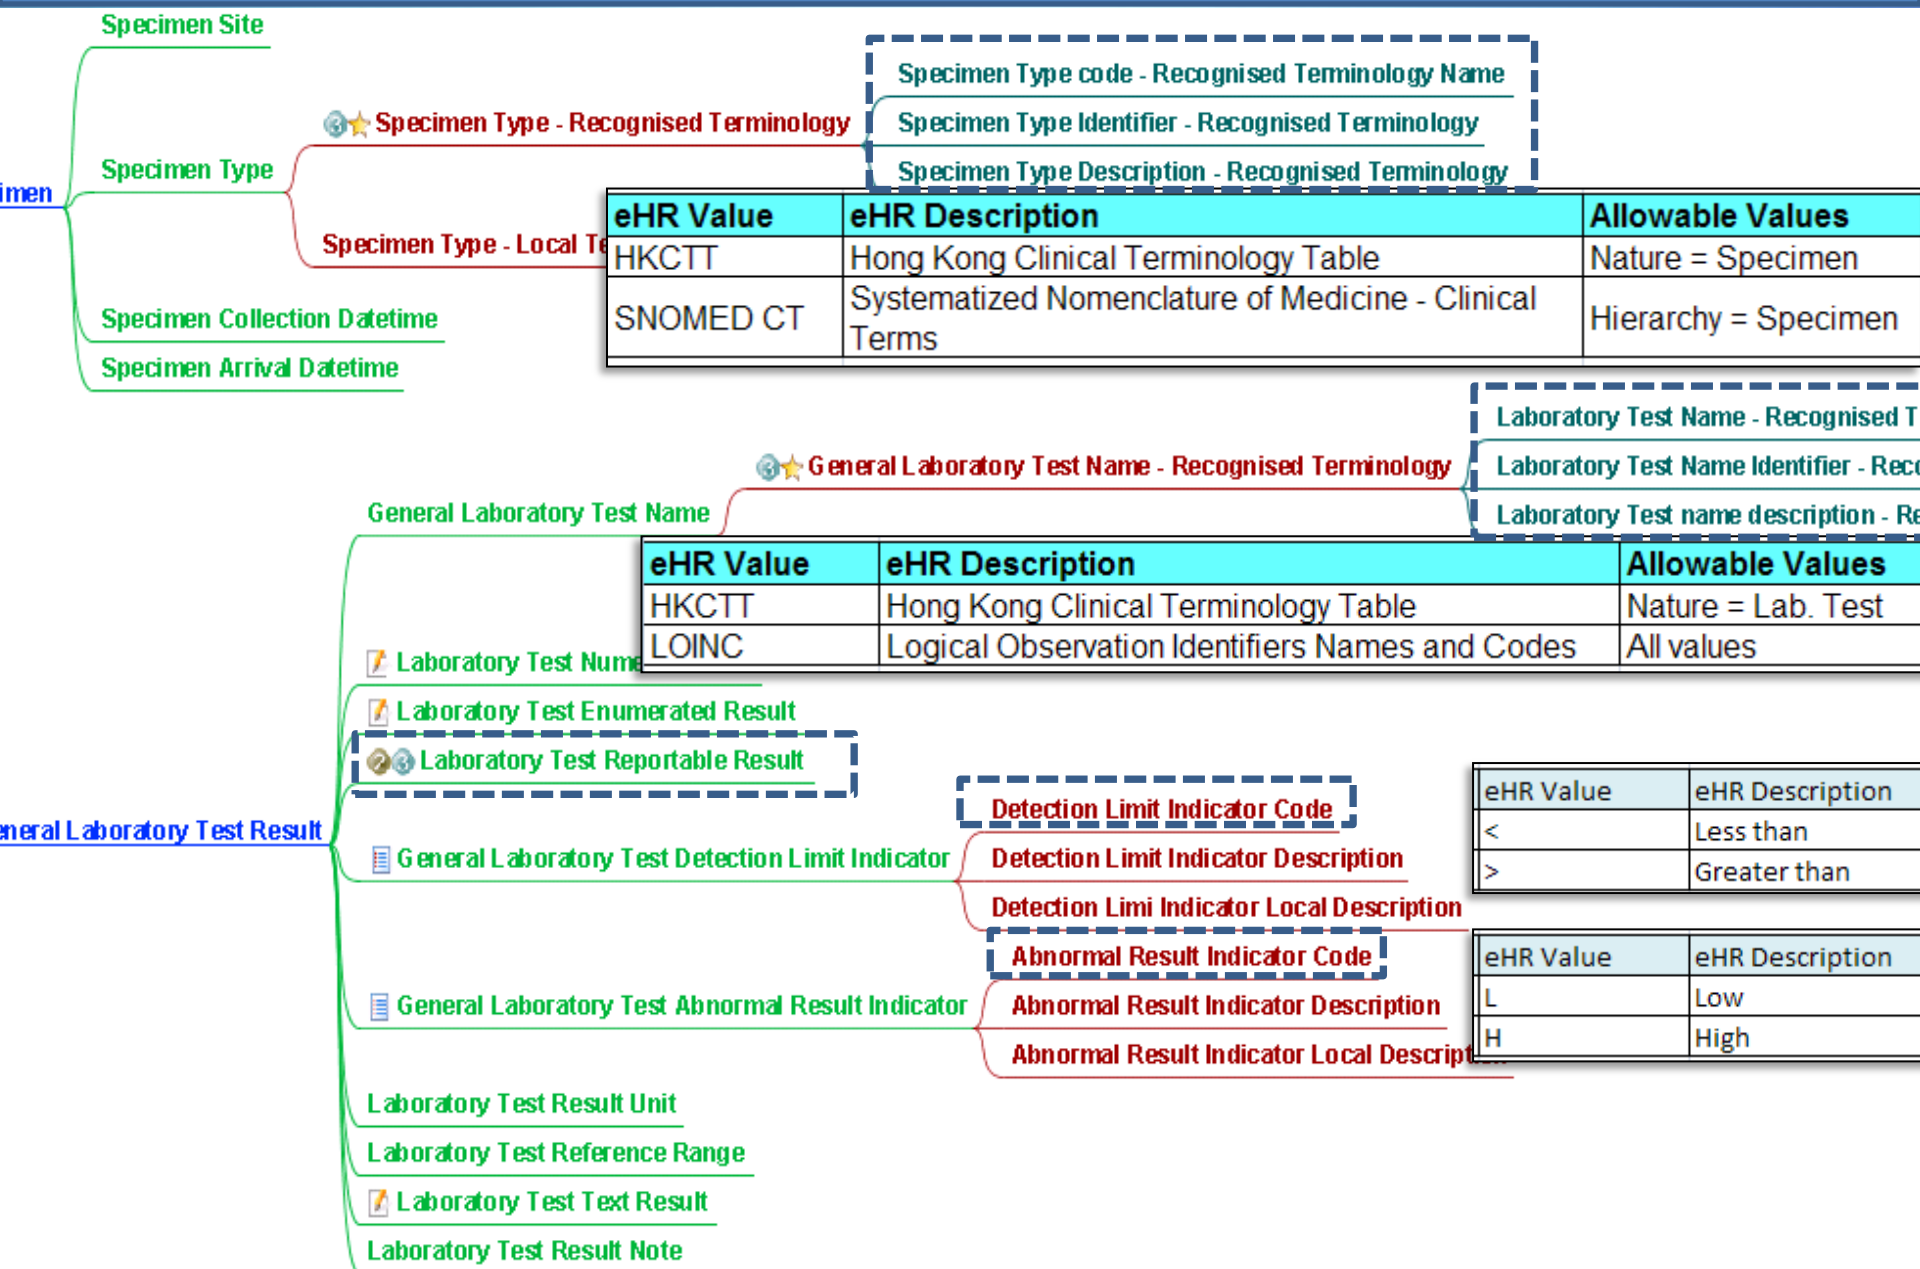 Specimen Site
Specimen Type code - Recognised Terminology Name
Specimen Type - Recognised Terminology
Specimen Type Identifier - Recognised Terminology
Specimen Type
Specimen Type Description - Recognised Terminology
imen
eHR Value eHR Description Allowable Values
Specimen Type - Local
HKCTT Hong Kong Clinical Terminology Table Nature = Specimen
SNOMED CT Systematized Nomenclature of Medicine - Clinical Terms Hierarchy = Specimen
Specimen Collection Datetime
Specimen Arrival Datetime
Laboratory Test Name - Recognised T
General Laboratory Test Name - Recognised Terminology
Laboratory Test Name Identifier - Reco
General Laboratory Test Name
Laboratory Test name description - Re
eHR Value eHR Description Allowable Values
HKCTT Hong Kong Clinical Terminology Table Nature = Lab. Test
LOINC Logical Observation Identifiers Names and Codes All values
Laboratory Test Nume
Laboratory Test Enumerated Result
Laboratory Test Reportable Result
eHR Value eHR Description
< Less than
> Greater than
Detection Limit Indicator Code
eneral Laboratory Test Result
General Laboratory Test Detection Limit Indicator
Detection Limit Indicator Description
Detection Limi Indicator Local Description
Abnormal Result Indicator Code
eHR Value eHR Description
L Low
H High
General Laboratory Test Abnormal Result Indicator
Abnormal Result Indicator Description
Abnormal Result Indicator Local Descript
Laboratory Test Result Unit
Laboratory Test Reference Range
Laboratory Test Text Result
Laboratory Test Result Note